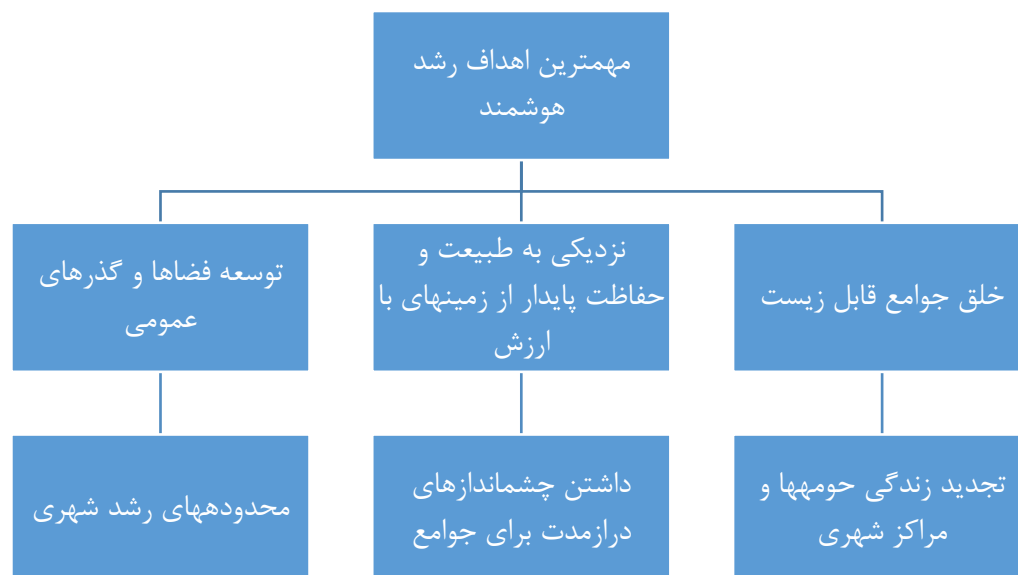 مهمترین اهداف رشد
هوشمند
خلق جوامع قابل زیست
نزدیکی به طبیعت و
حفاظت پایدار از زمینهای با
ارزش
توسعه فضاها و گذرهای
عمومی
تجدید زندگی حومهها و
مراکز شهری
داشتن چشماندازهای
درازمدت برای جوامع
محدودههای رشد شهری